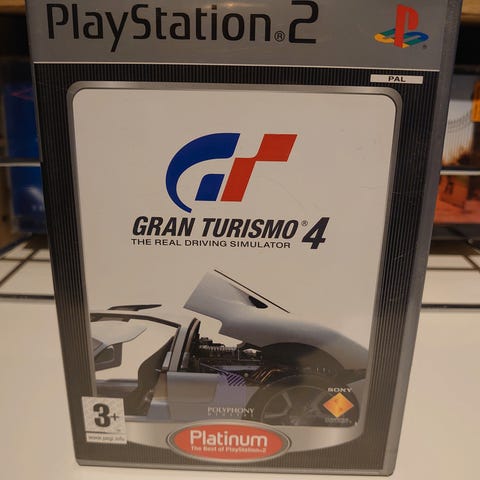 PlayStation®2
PAL
GRAN TURISMO®4
THE REAL DRIVING SIMULATOR
SONY
POLYPHONY
3+
www.pegi.info
Platinum
The Best of PlayStation®2